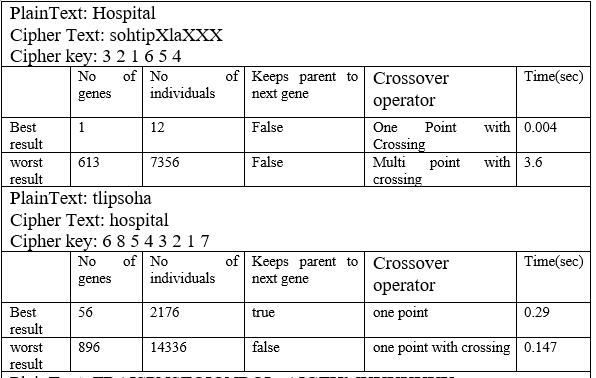 PlainText: Hospital
Cipher Text: sohtipXlaXXX
Cipher key: 3 2 1 6 5 4
No of genes No of individuals Keeps parent to next gene Crossover operator Time(sec)
Best result 1 12 False One Point with Crossing 0.004
worst result 613 7356 False Multi point with crossing 3.6
PlainText: tlipsoha
Cipher Text: hospital
Cipher key: 6 8 5 4 3 2 1 7
No of genes No of individuals Keeps parent to next gene Crossover operator Time(sec)
Best result 56 2176 true one point 0.29
worst result 896 14336 false one point with crossing 0.147